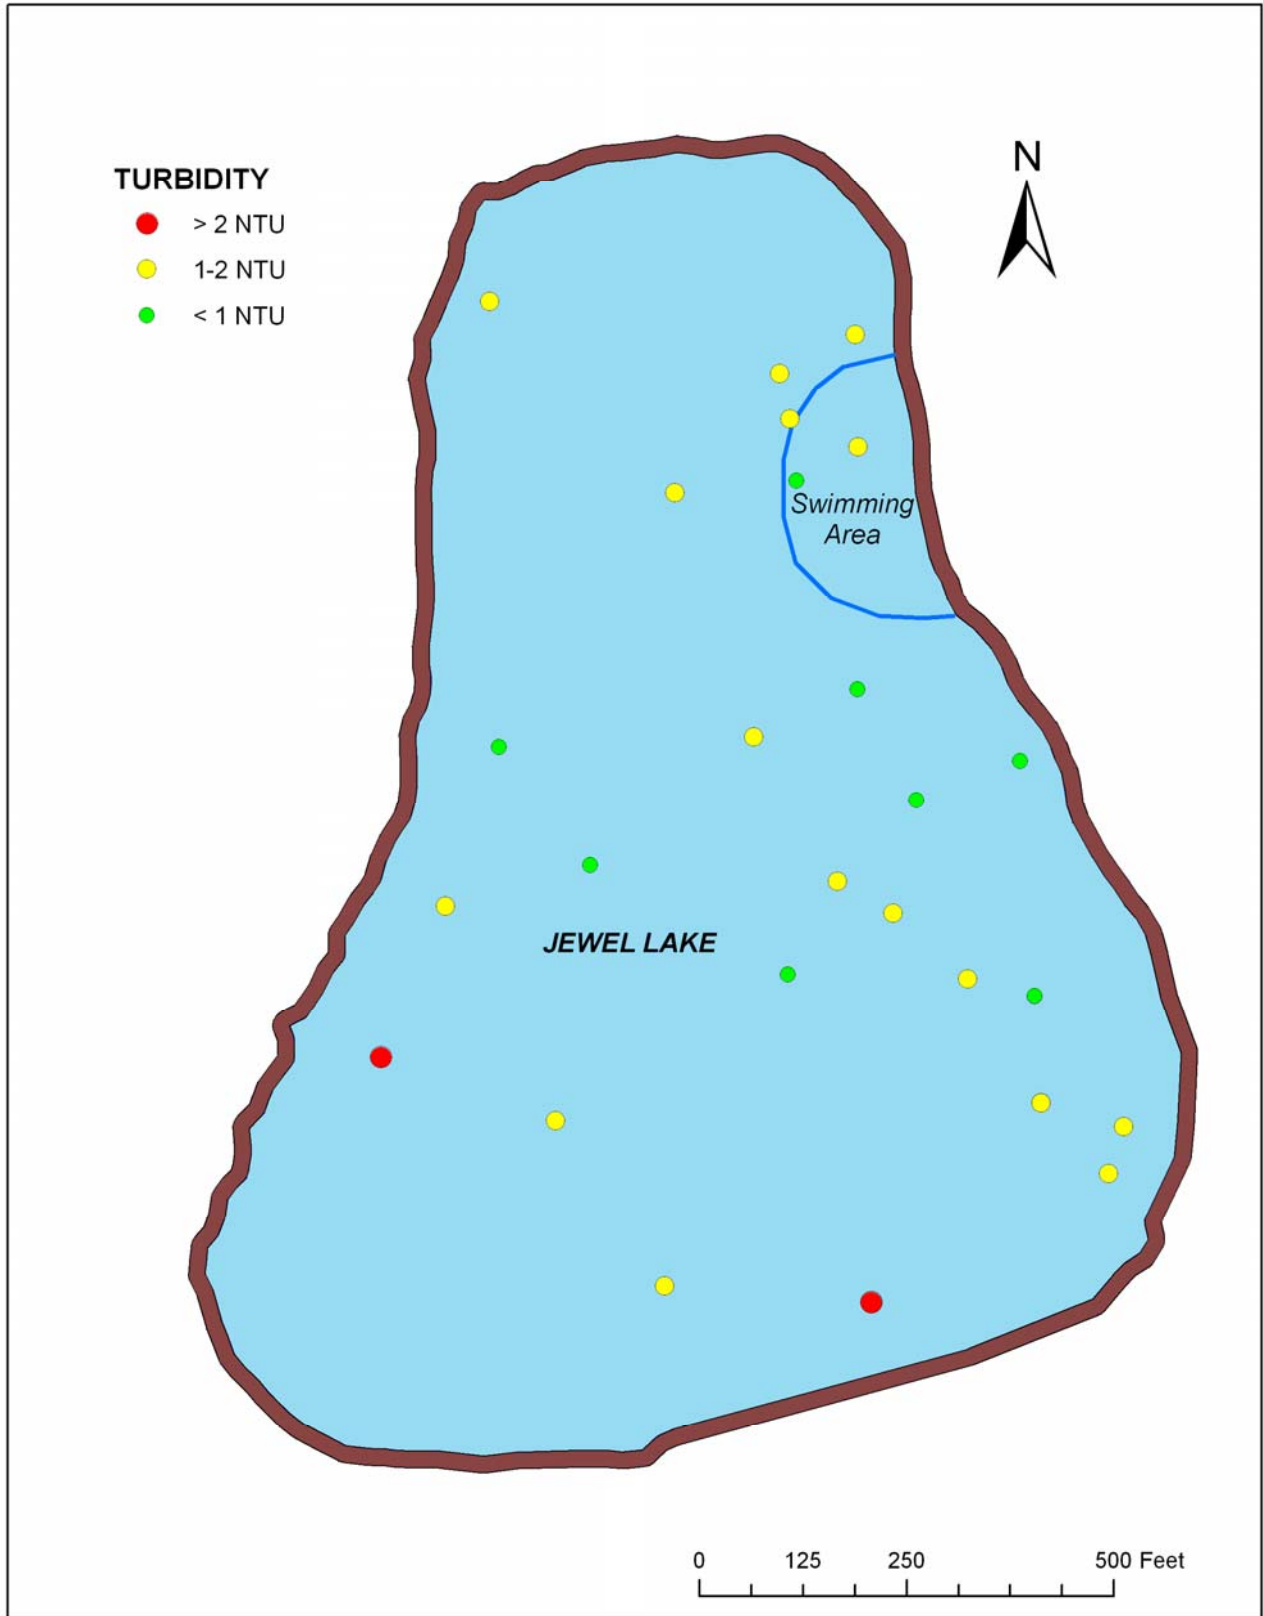 N
TURBIDITY
> 2 NTU
1-2 NTU
< 1 NTU
Swimming
Area
JEWEL LAKE
0 125 250 500 Feet